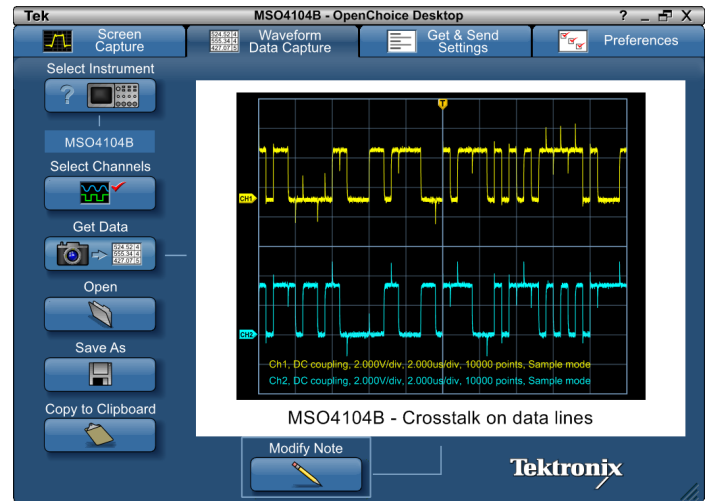 Tek
MSO4104B - OpenChoice Desktop
? _ X
Screen
Capture
Waveform
Data Capture
Get & Send
Settings
Preferences
Select Instrument
?
MSO4104B
Select Channels
Get Data
Open
Save As
Copy to Clipboard
T
CH1
CH2
Ch1, DC coupling, 2.000V/div, 2.000us/div, 10000 points, Sample mode
Ch2, DC coupling, 2.000V/div, 2.000us/div, 10000 points, Sample mode
MSO4104B - Crosstalk on data lines
Modify Note
Tektronix